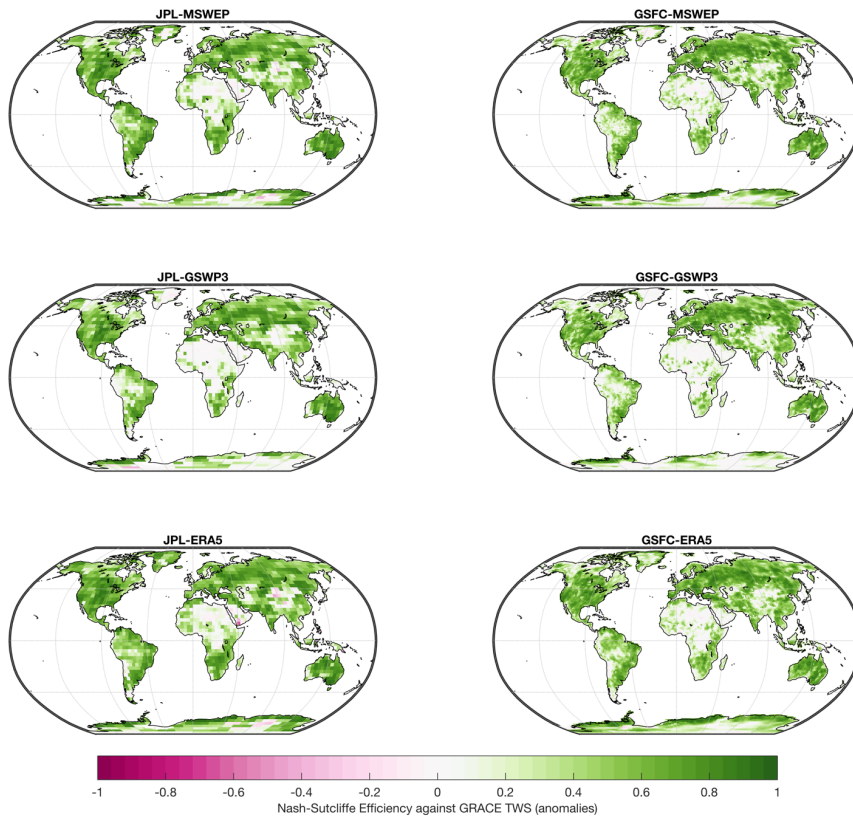 JPL-MSWEP
GSFC-MSWEP
JPL-GSWP3
GSFC-GSWP3
JPL-ERA5
GSFC-ERA5
-1 -0.8 -0.6 -0.4 -0.2 0 0.2 0.4 0.6 0.8 1
Nash-Sutcliffe Efficiency against GRACE TWS (anomalies)